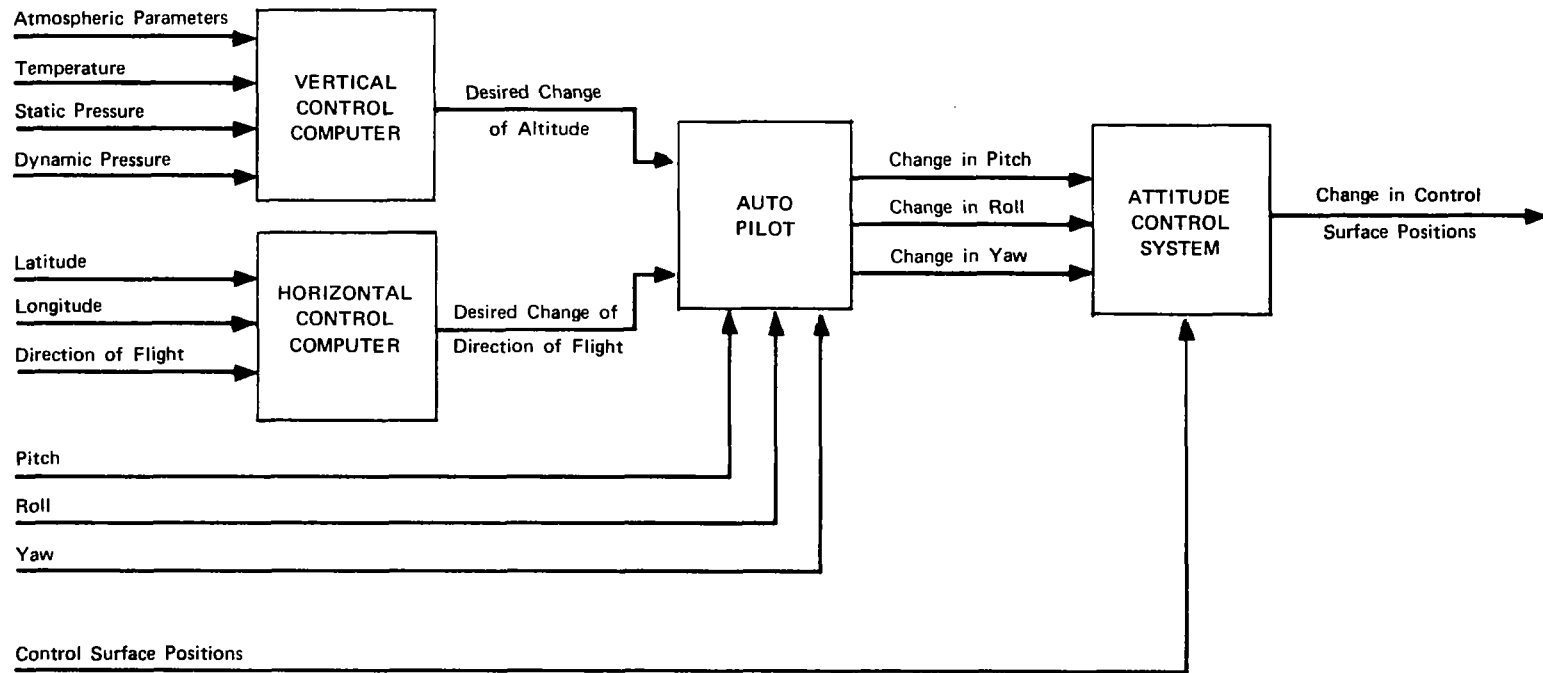 Atmospheric Parameters
Temperature
Static Pressure
Dynamic Pressure
VERTICAL
CONTROL
COMPUTER
Desired Change
of Altitude
Latitude
Longitude
Direction of Flight
HORIZONTAL
CONTROL
COMPUTER
Desired Change of
Direction of Flight
AUTO
PILOT
Change in Pitch
Change in Roll
Change in Yaw
ATTITUDE
CONTROL
SYSTEM
Change in Control
Surface Positions
Pitch
Roll
Yaw
Control Surface Positions